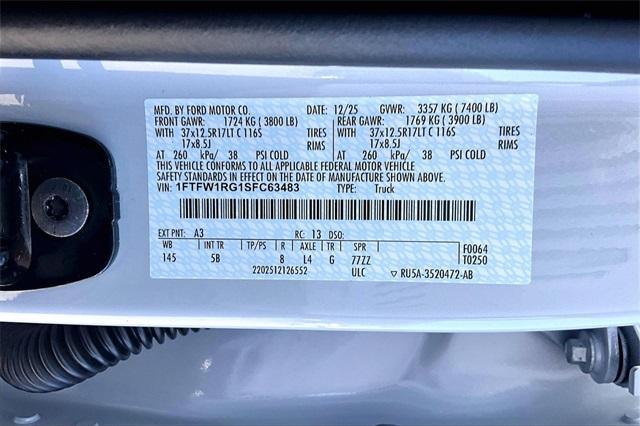 MFD. BY FORD MOTOR CO. DATE: 12/25 GVWR: 3357 KG ( 7400 LB)
FRONT GAWR: 1724 KG ( 3800 LB) REAR GAWR: 1769 KG ( 3900 LB)
WITH 37x12.5R17LT C 116S TIRES WITH 37x12.5R17LT C 116S TIRES
17x8.5J RIMS 17x8.5J RIMS
AT 260 kPa/ 38 PSI COLD AT 260 kPa/ 38 PSI COLD
THIS VEHICLE CONFORMS TO ALL APPLICABLE FEDERAL MOTOR VEHICLE
SAFETY STANDARDS IN EFFECT ON THE DATE OF MANUFACTURE SHOWN ABOVE.
VIN: 1FTFW1RG1SFC63483 TYPE: Truck
EXT PNT: A3 RC: 13 DSO:
WB INT TR TP/PS R AXLE TR SPR F0064
145 5B 8 L4 G 77ZZ T0250
2202512126552 ULC ▽ RU5A-3520472-AB